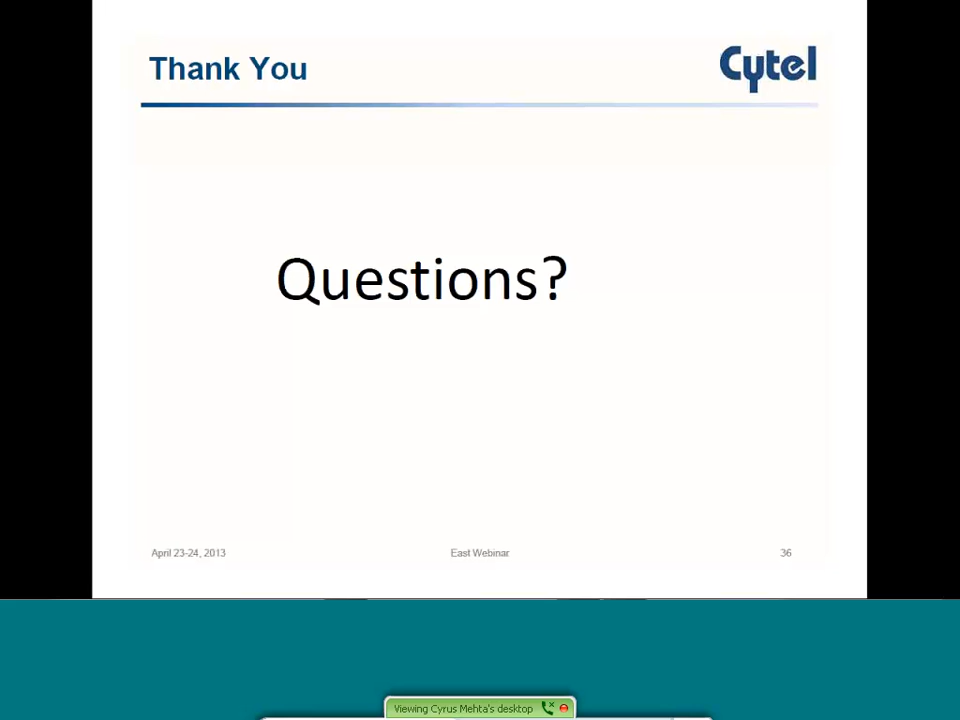 Thank You
Cytel
Questions?
April 23-24, 2013
East Webinar
36
Viewing Cyrus Mehta's desktop